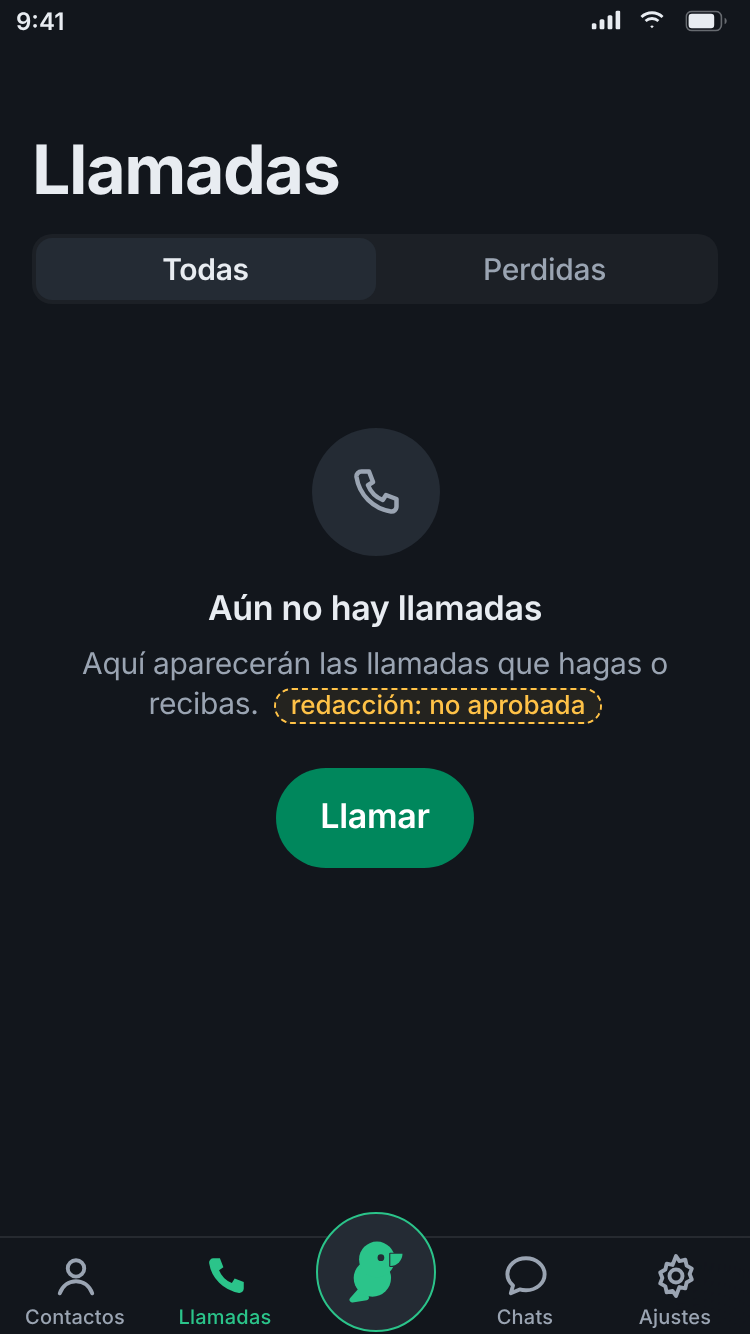 9:41
Llamadas
Todas
Perdidas
Aún no hay llamadas
Aquí aparecerán las llamadas que hagas o
recibas. redacción: no aprobada
Llamar
Contactos
Llamadas
Chats
Ajustes